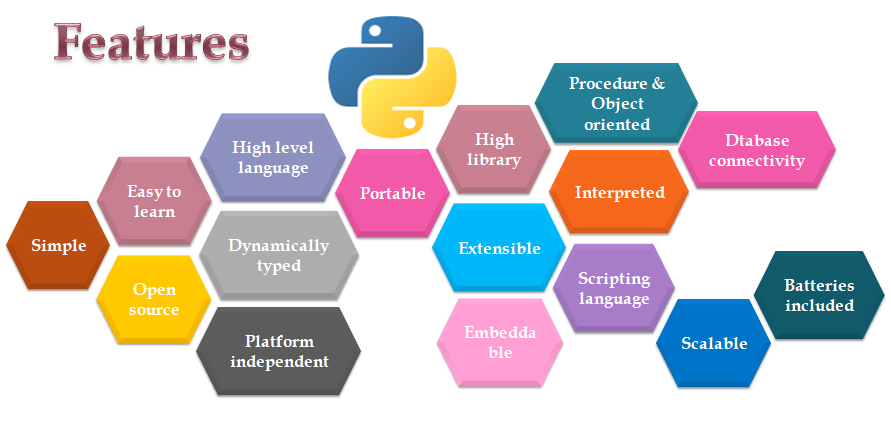 Features
Simple
Easy to
learn
Open
source
High level
language
Dynamically
typed
Platform
independent
Portable
High
library
Extensible
Embedda
ble
Procedure &
Object
oriented
Interpreted
Scripting
language
Dtabase
connectivity
Scalable
Batteries
included